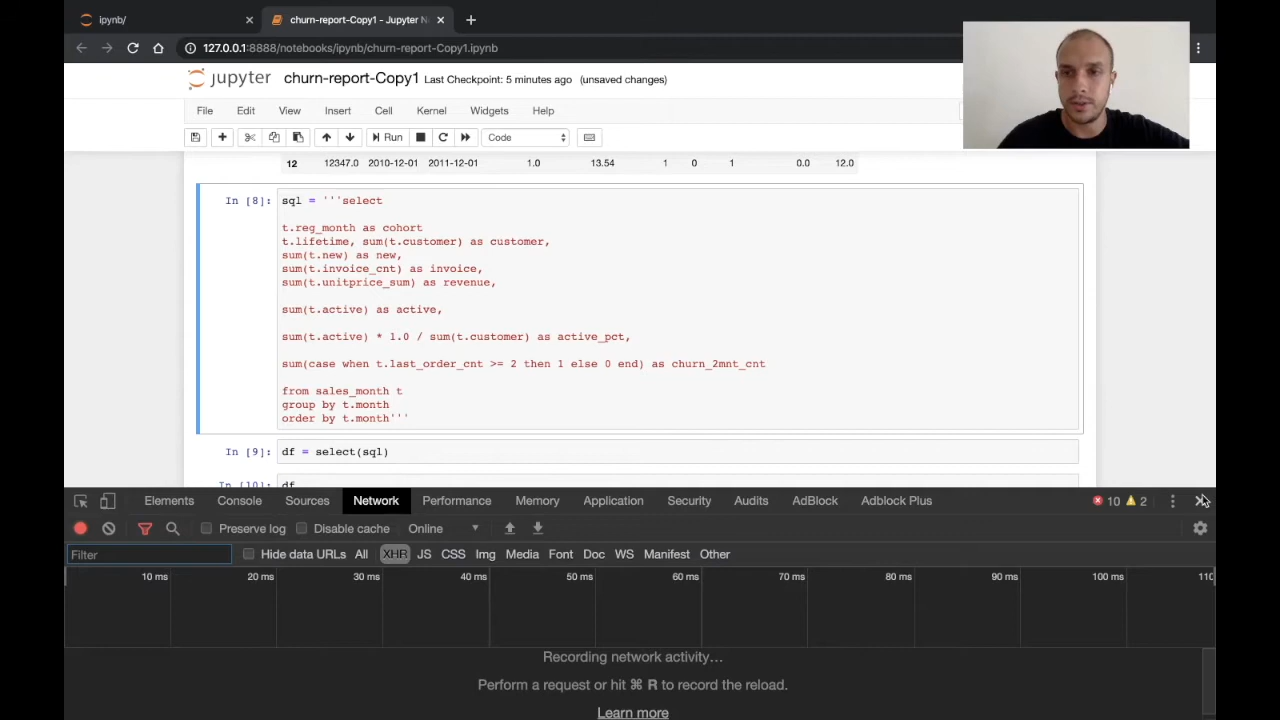 ipynb/
churn-report-Copy1 - Jupyter N
127.0.0.1:8888/notebooks/ipynb/churn-report-Copy1.ipynb
jupyter churn-report-Copy1 Last Checkpoint: 5 minutes ago (unsaved changes)
File Edit View Insert Cell Kernel Widgets Help
Run Code
12 12347.0 2010-12-01 2011-12-01 1.0 13.54 1 0 1 0.0 12.0
In [8]: sql = '''select
t.reg_month as cohort
t.lifetime, sum(t.customer) as customer,
sum(t.new) as new,
sum(t.invoice_cnt) as invoice,
sum(t.unitprice_sum) as revenue,
sum(t.active) as active,
sum(t.active) * 1.0 / sum(t.customer) as active_pct,
sum(case when t.last_order_cnt >= 2 then 1 else 0 end) as churn_2mnt_cnt
from sales_month t
group by t.month
order by t.month'''
In [9]: df = select(sql)
In [10]: df
Elements Console Sources Network Performance Memory Application Security Audits AdBlock Adblock Plus 10 2
Preserve log Disable cache Online
Filter Hide data URLs All XHR JS CSS Img Media Font Doc WS Manifest Other
10 ms 20 ms 30 ms 40 ms 50 ms 60 ms 70 ms 80 ms 90 ms 100 ms 110
Recording network activity…
Perform a request or hit ⌘ R to record the reload.
Learn more